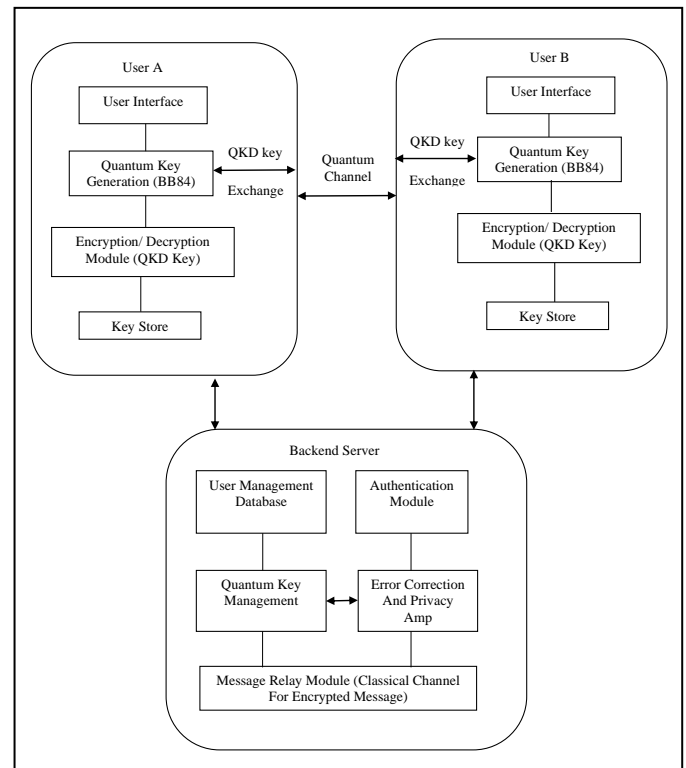 User A
User Interface
Quantum Key
Generation (BB84)
Encryption/ Decryption
Module (QKD Key)
Key Store
QKD key
Exchange
Quantum
Channel
User B
User Interface
QKD key
Exchange
Quantum Key
Generation (BB84)
Encryption/ Decryption
Module (QKD Key)
Key Store
Backend Server
User Management
Database
Authentication
Module
Quantum Key
Management
Error Correction
And Privacy
Amp
Message Relay Module (Classical Channel
For Encrypted Message)